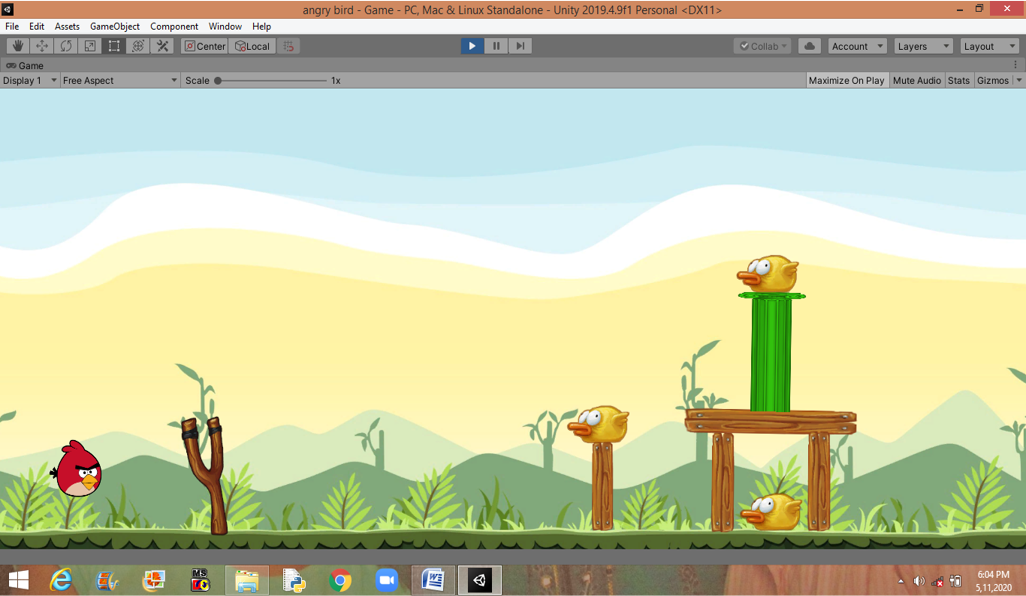 angry bird - Game - PC, Mac & Linux Standalone - Unity 2019.4.9f1 Personal <DX11>
File Edit Assets GameObject Component Window Help
Center Local Collab Account Layers Layout
Game
Display 1 Free Aspect Scale 1x Maximize On Play Mute Audio Stats Gizmos
6:04 PM
5,11,2020